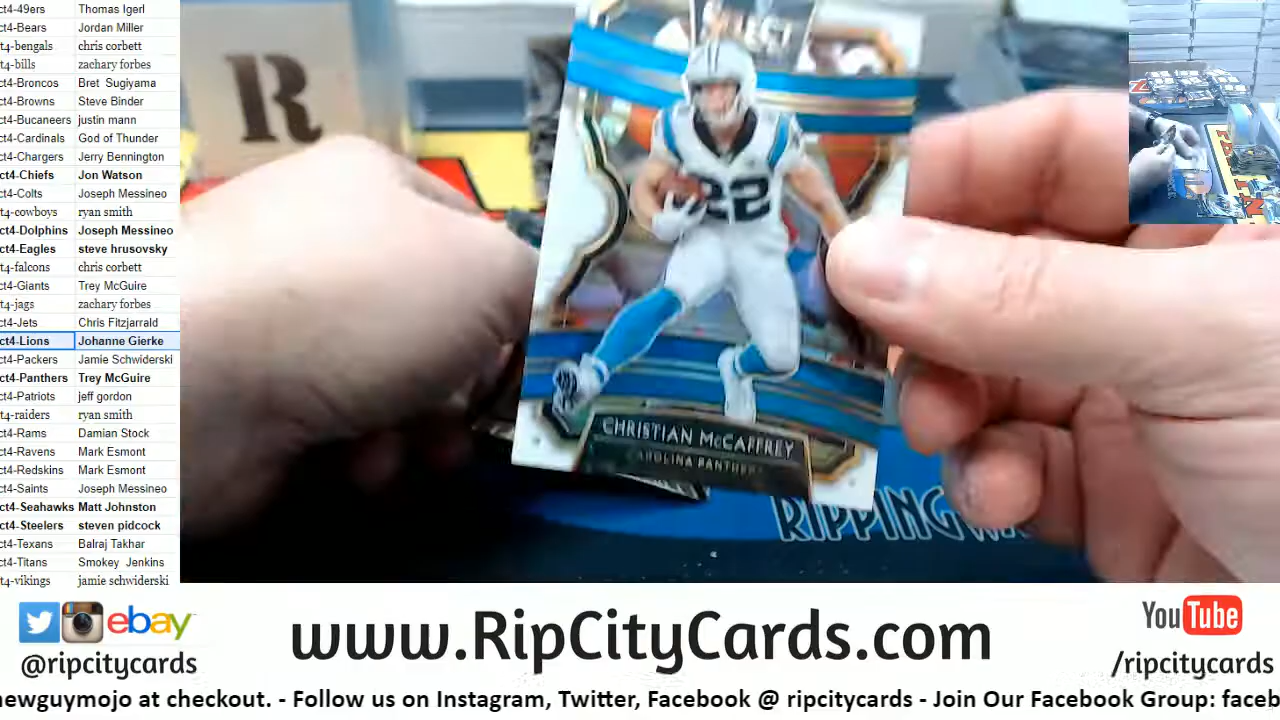 ct4-49ers Thomas Igerl
ct4-Bears Jordan Miller
t4-bengals chris corbett
t4-bills zachary forbes
ct4-Broncos Bret Sugiyama
ct4-Browns Steve Binder
ct4-Bucaneers justin mann
ct4-Cardinals God of Thunder
ct4-Chargers Jerry Bennington
ct4-Chiefs Jon Watson
ct4-Colts Joseph Messineo
t4-cowboys ryan smith
ct4-Dolphins Joseph Messineo
ct4-Eagles steve hrusovsky
t4-falcons chris corbett
ct4-Giants Trey McGuire
t4-jags zachary forbes
ct4-Jets Chris Fitzjarrald
ct4-Lions Johanne Gierke
ct4-Packers Jamie Schwiderski
ct4-Panthers Trey McGuire
ct4-Patriots jeff gordon
t4-raiders ryan smith
ct4-Rams Damian Stock
ct4-Ravens Mark Esmont
ct4-Redskins Mark Esmont
ct4-Saints Joseph Messineo
ct4-Seahawks Matt Johnston
ct4-Steelers steven pidcock
ct4-Texans Balraj Takhar
ct4-Titans Smokey Jenkins
t4-vikings jamie schwiderski
R
22
CHRISTIAN McCAFFREY
CAROLINA PANTHERS
ebay
@ripcitycards
www.RipCityCards.com
YouTube
/ripcitycards
newguymojo at checkout. - Follow us on Instagram, Twitter, Facebook @ ripcitycards - Join Our Facebook Group: faceb